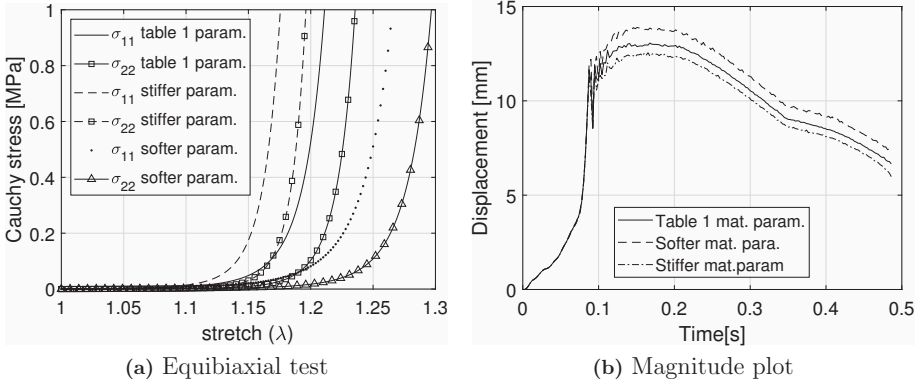 Cauchy stress [MPa]
1
0.8
0.6
0.4
0.2
0
σ11 table 1 param.
σ22 table 1 param.
σ11 stiffer param.
σ22 stiffer param.
σ11 softer param.
σ22 softer param.
1 1.05 1.1 1.15 1.2 1.25 1.3
stretch (λ)
(a) Equibiaxial test
Displacement [mm]
15
10
5
0
Table 1 mat. param.
Softer mat. para.
Stiffer mat.param
0 0.1 0.2 0.3 0.4 0.5
Time[s]
(b) Magnitude plot